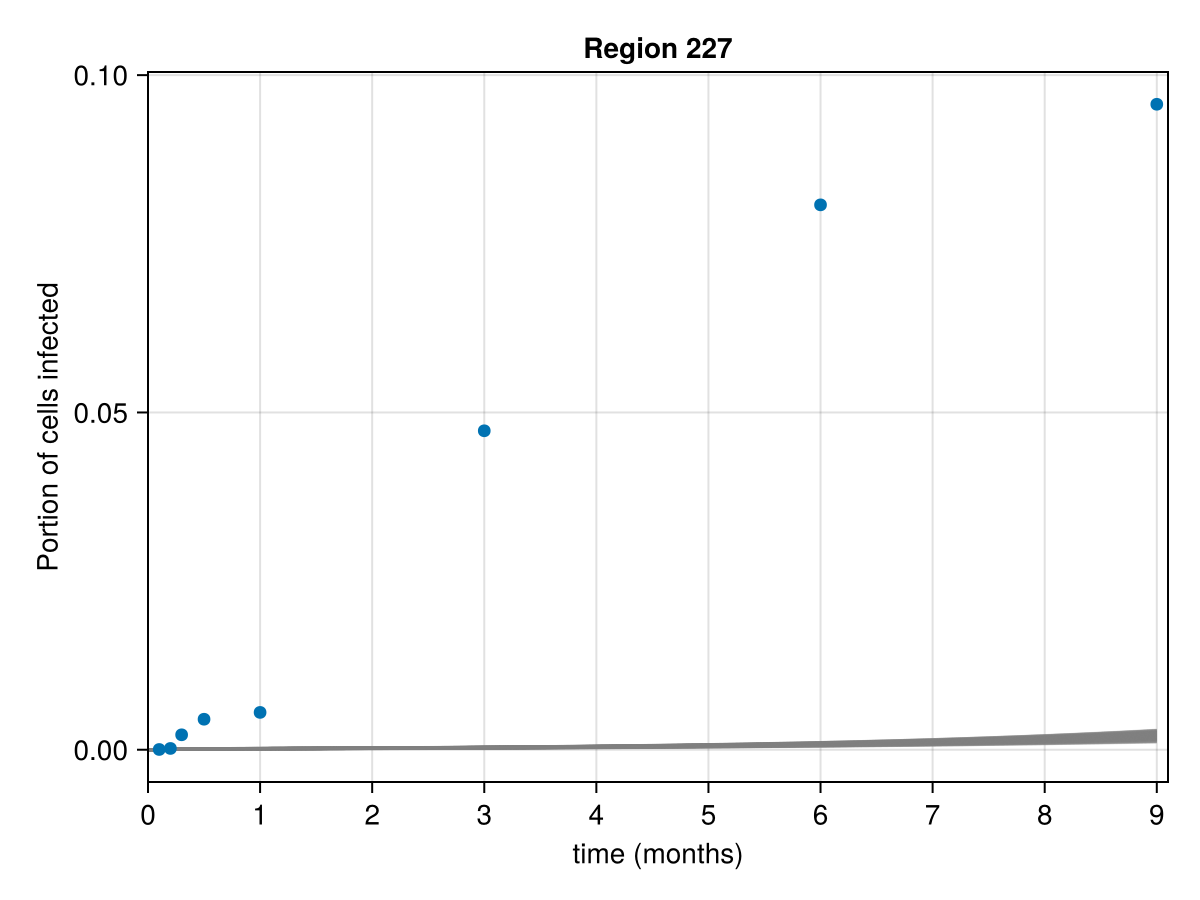 Region 227
0.10
0.05
0.00
Portion of cells infected
0 1 2 3 4 5 6 7 8 9
time (months)